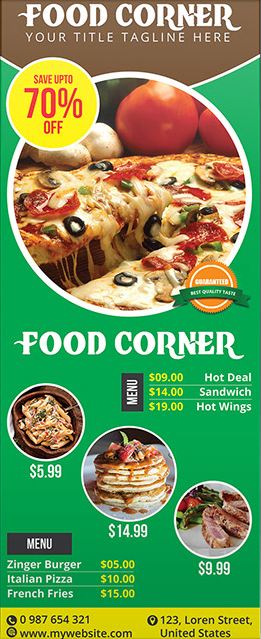 FOOD CORNER
YOUR TITLE TAGLINE HERE
SAVE UPTO
70%
OFF
GUARANTEED
BEST QUALITY TASTE
FOOD CORNER
MENU
$09.00 Hot Deal
$14.00 Sandwich
$19.00 Hot Wings
$5.99
$14.99
$9.99
MENU
Zinger Burger $05.00
Italian Pizza $10.00
French Fries $15.00
0 987 654 321
www.mywebsite.com
123, Loren Street,
United States